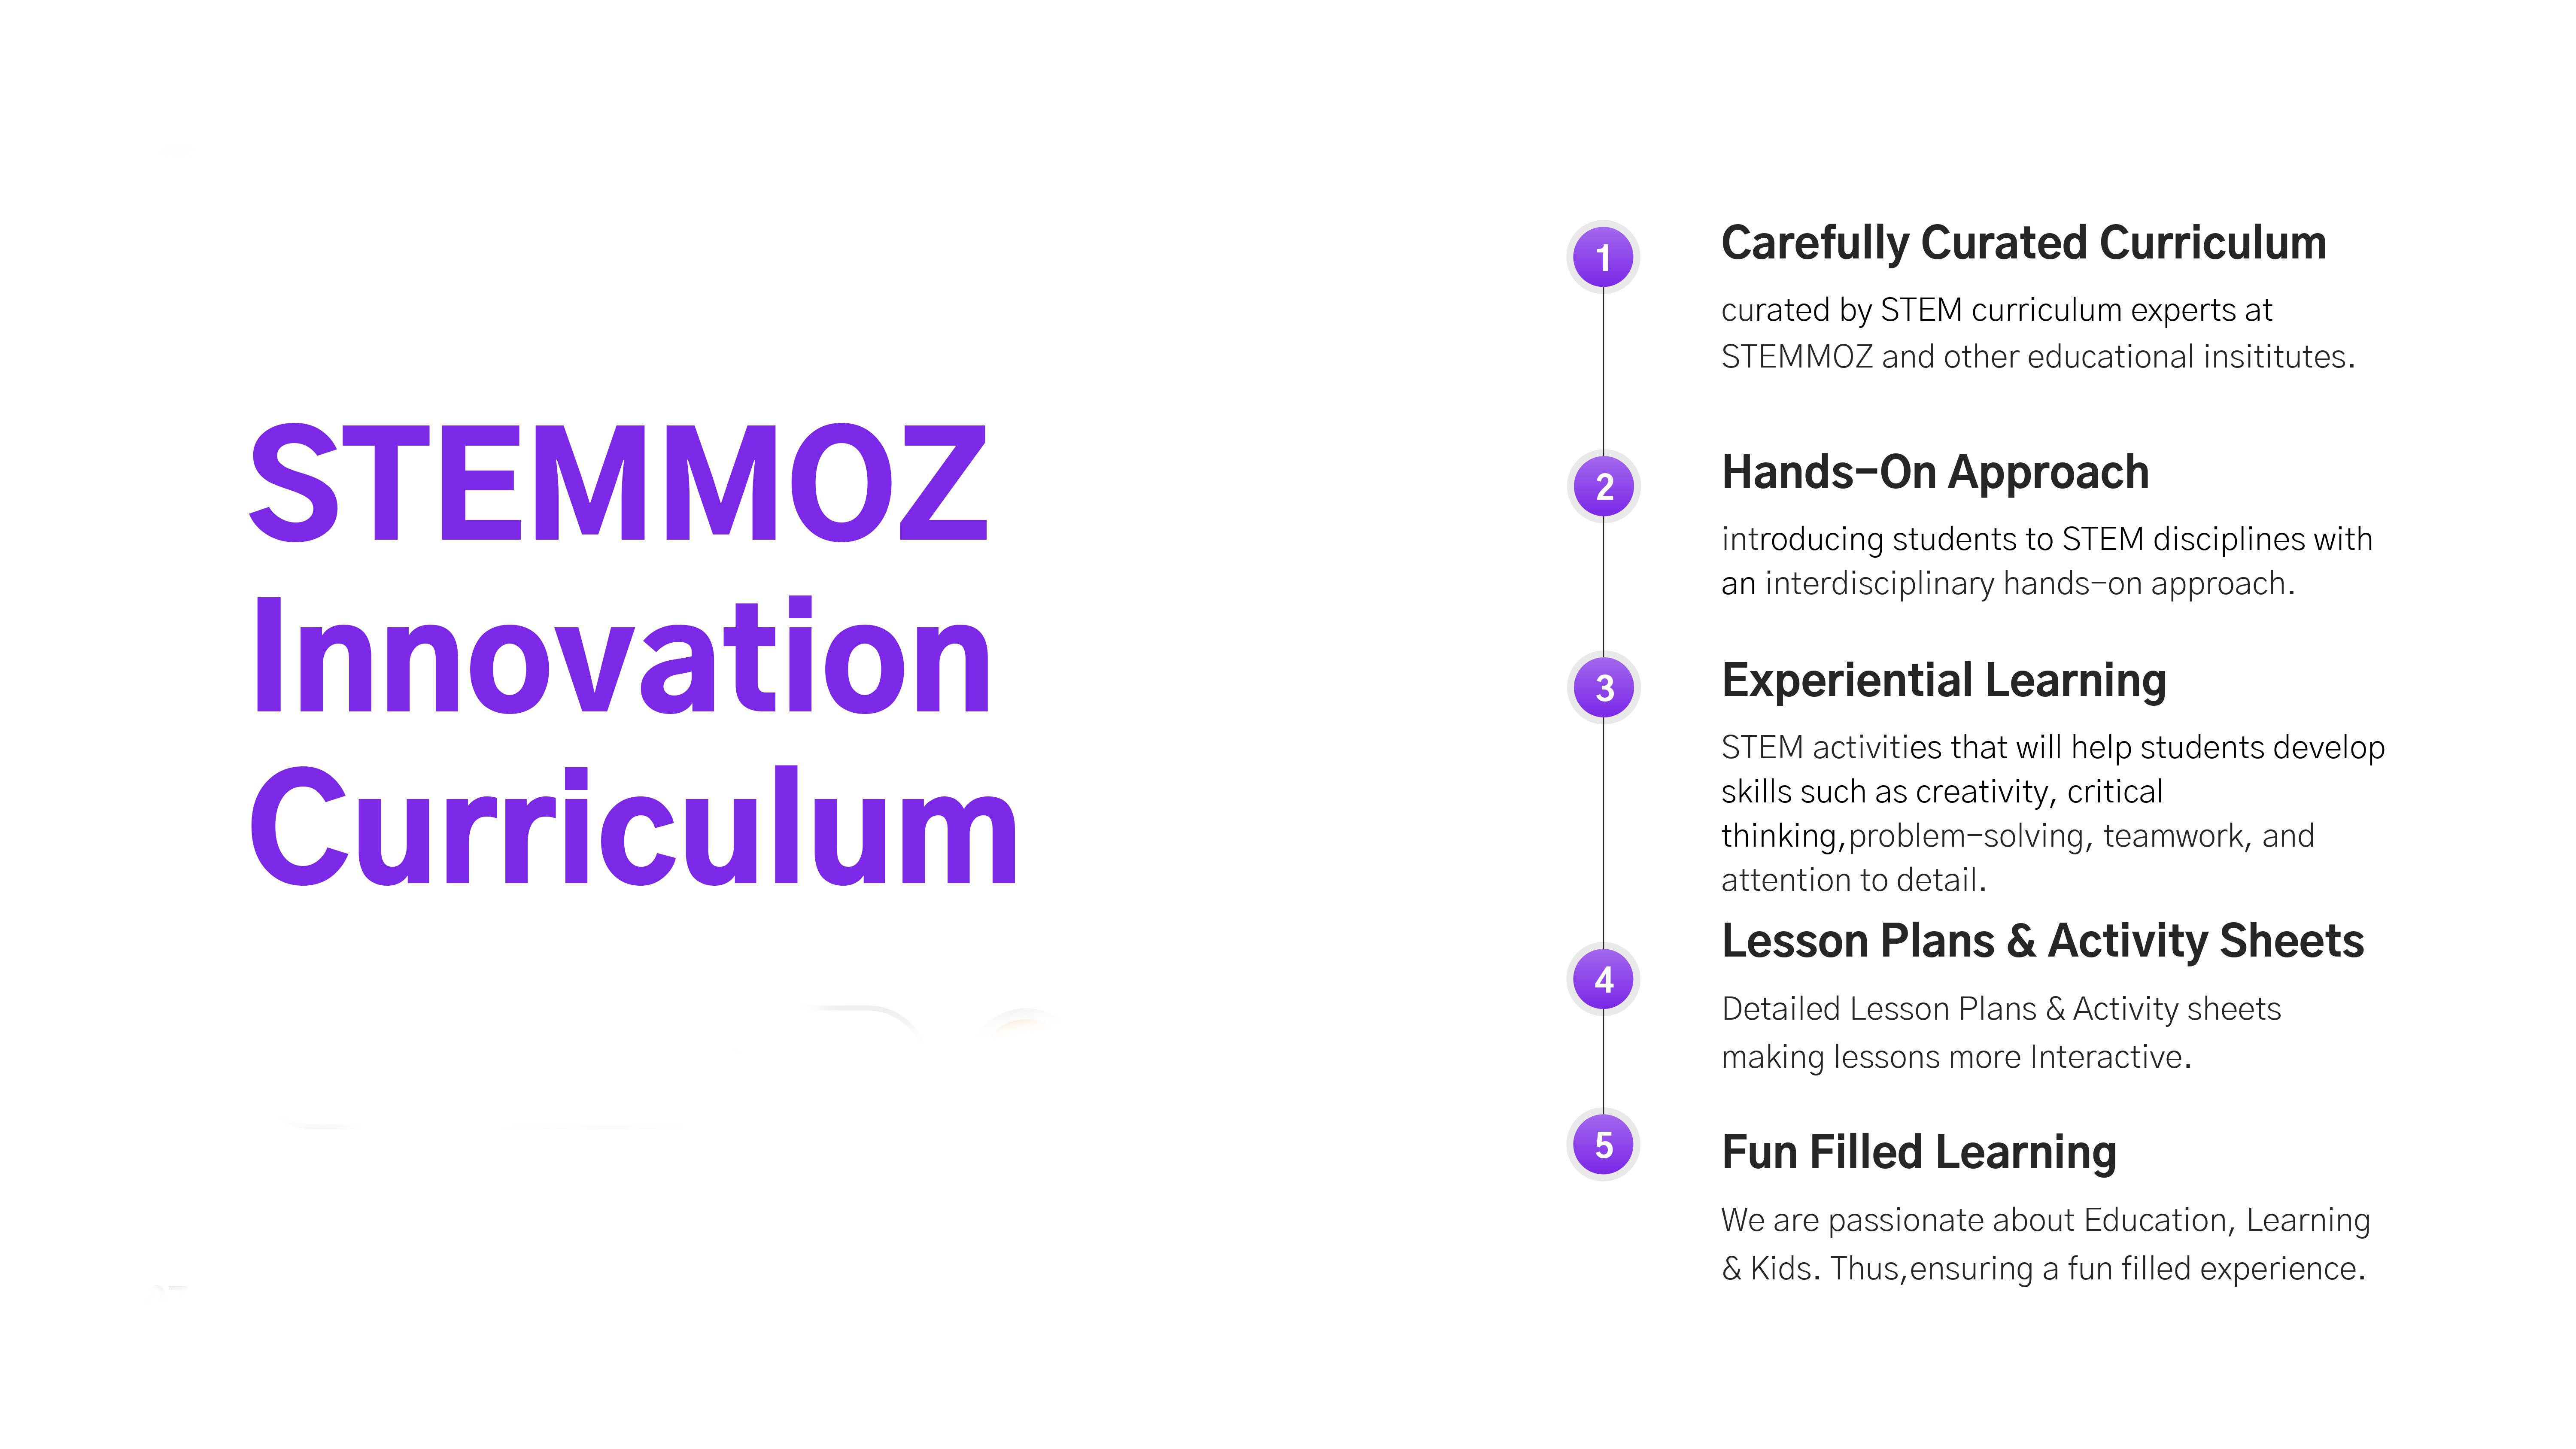 STEMMOZ
Innovation
Curriculum
1
Carefully Curated Curriculum
curated by STEM curriculum experts at
STEMMOZ and other educational insititutes.
2
Hands-On Approach
introducing students to STEM disciplines with
an interdisciplinary hands-on approach.
3
Experiential Learning
STEM activities that will help students develop
skills such as creativity, critical
thinking,problem-solving, teamwork, and
attention to detail.
4
Lesson Plans & Activity Sheets
Detailed Lesson Plans & Activity sheets
making lessons more Interactive.
5
Fun Filled Learning
We are passionate about Education, Learning
& Kids. Thus,ensuring a fun filled experience.